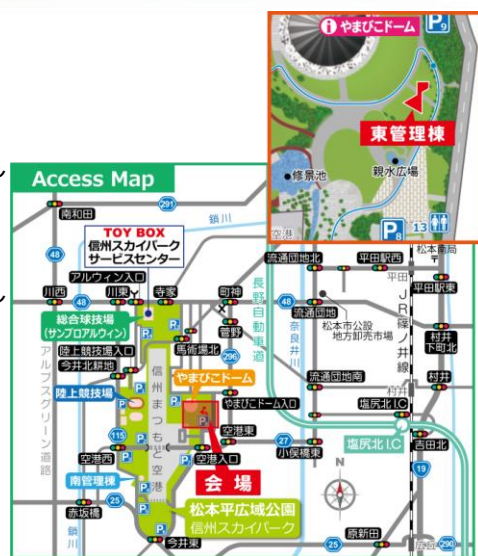 やまびこドーム
P9
東管理棟
修景池
親水広場
空港
P8
13
Access Map
南和田
291
鎖川
48
TOY BOX
信州スカイパーク
サービスセンター
アルウィン入口
川西
川東
寺家
町神
48
流通団地北
平田駅西
松本南局
平田
平田駅東
長野自動車道
総合球技場
(サンプロアルウィン)
菅野
流通団地
松本市公設
地方卸売市場
奈良井川
JR篠ノ井線
村井
下町北
陸上競技場入口
今井北耕地
馬術場北
296
やまびこドーム
流通団地南
村井
村井
アルプスグリーン道路
陸上競技場
信州まつもと空港
やまびこドーム入口
塩尻北I.C
115
空港東
27
塩尻北I.C
吉田北
空港西
空港入口
小俣橋東
会場
南管理棟
N
19
25
松本平広域公園
信州スカイパーク
赤坂橋
鎖川
今井東
25
原新田
290